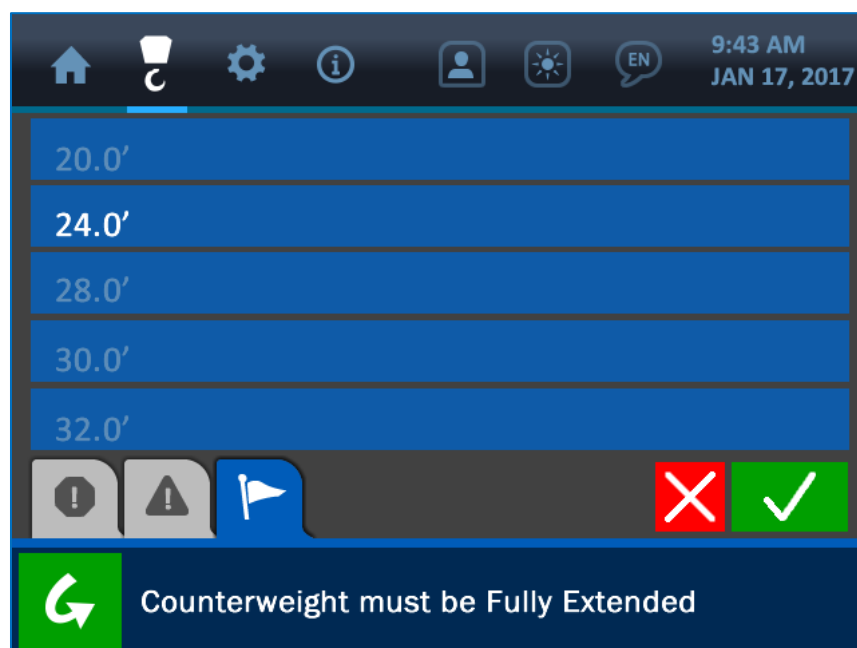 EN
9:43 AM
JAN 17, 2017
20.0′
24.0′
28.0′
30.0′
32.0′
Counterweight must be Fully Extended